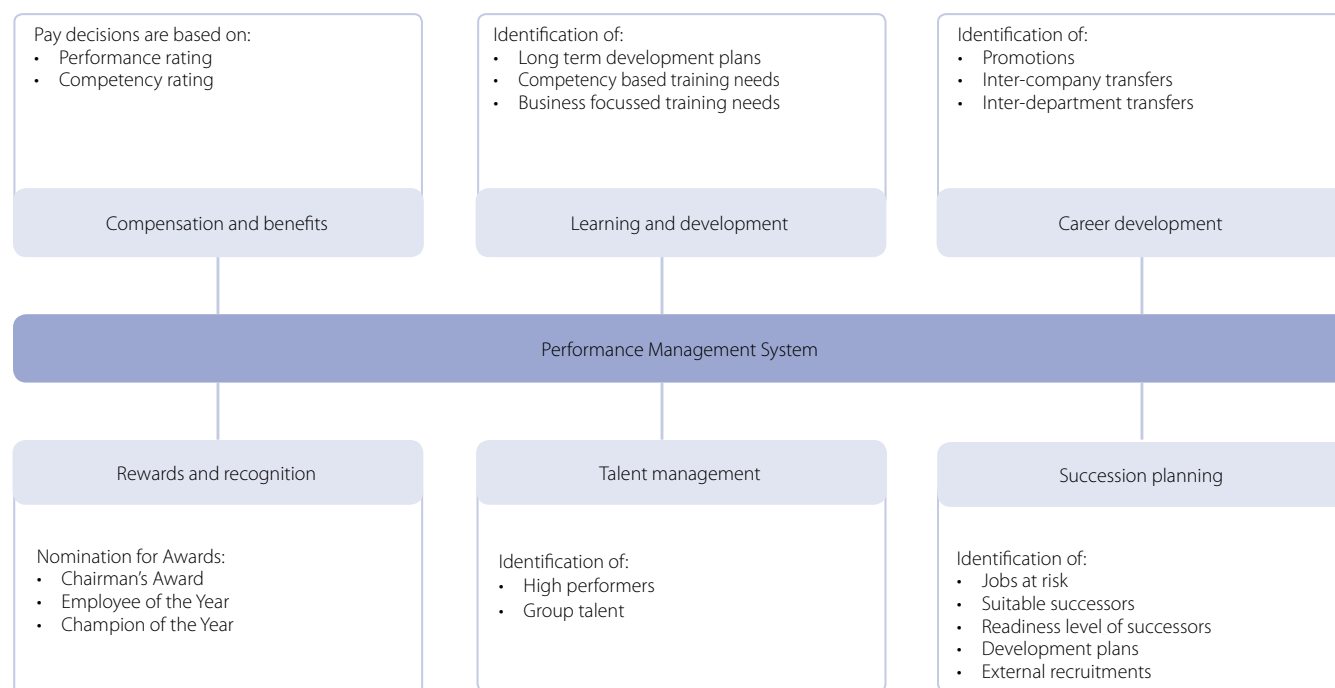 Pay decisions are based on:
• Performance rating
• Competency rating
Compensation and benefits
Identification of:
• Long term development plans
• Competency based training needs
• Business focussed training needs
Learning and development
Identification of:
• Promotions
• Inter-company transfers
• Inter-department transfers
Career development
Performance Management System
Rewards and recognition
Nomination for Awards:
• Chairman's Award
• Employee of the Year
• Champion of the Year
Talent management
Identification of:
• High performers
• Group talent
Succession planning
Identification of:
• Jobs at risk
• Suitable successors
• Readiness level of successors
• Development plans
• External recruitments